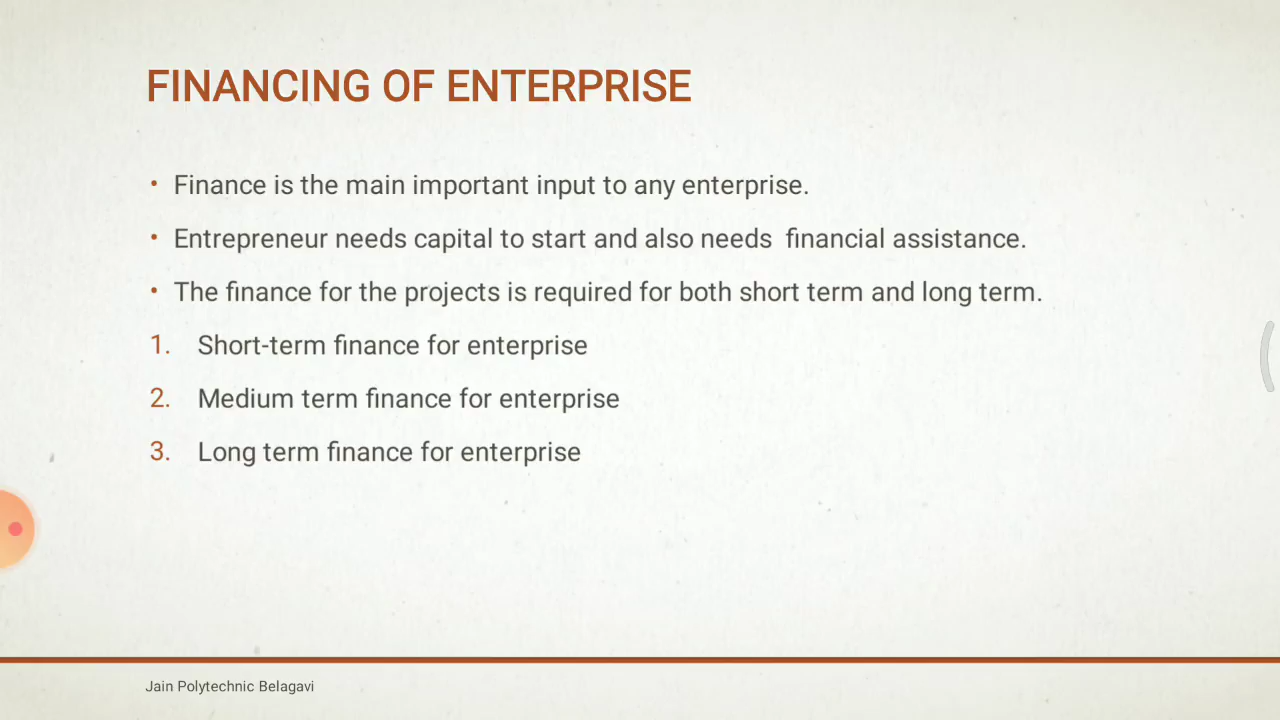 FINANCING OF ENTERPRISE
• Finance is the main important input to any enterprise.
• Entrepreneur needs capital to start and also needs  financial assistance.
• The finance for the projects is required for both short term and long term.
1. Short-term finance for enterprise
2. Medium term finance for enterprise
3. Long term finance for enterprise
Jain Polytechnic Belagavi